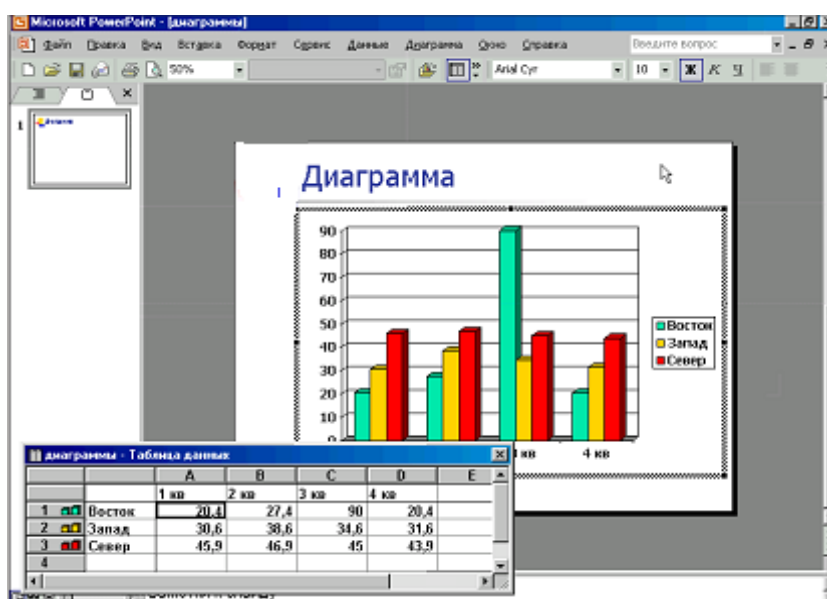 Microsoft PowerPoint - [диаграммы]
Файл Правка Вид Вставка Формат Сервис Данные Диаграмма Окно Справка Введите вопрос
50% Arial Cyr 10 Ж К Ч
1
Диаграмма
90
80
70
60
50
40
30
20
10
0
Восток
Запад
Север
кв 4 кв
диаграммы - Таблица данных
A B C D E
1 кв 2 кв 3 кв 4 кв
1 Восток 20,4 27,4 90 20,4
2 Запад 30,6 38,6 34,6 31,6
3 Север 45,9 46,9 45 43,9
4